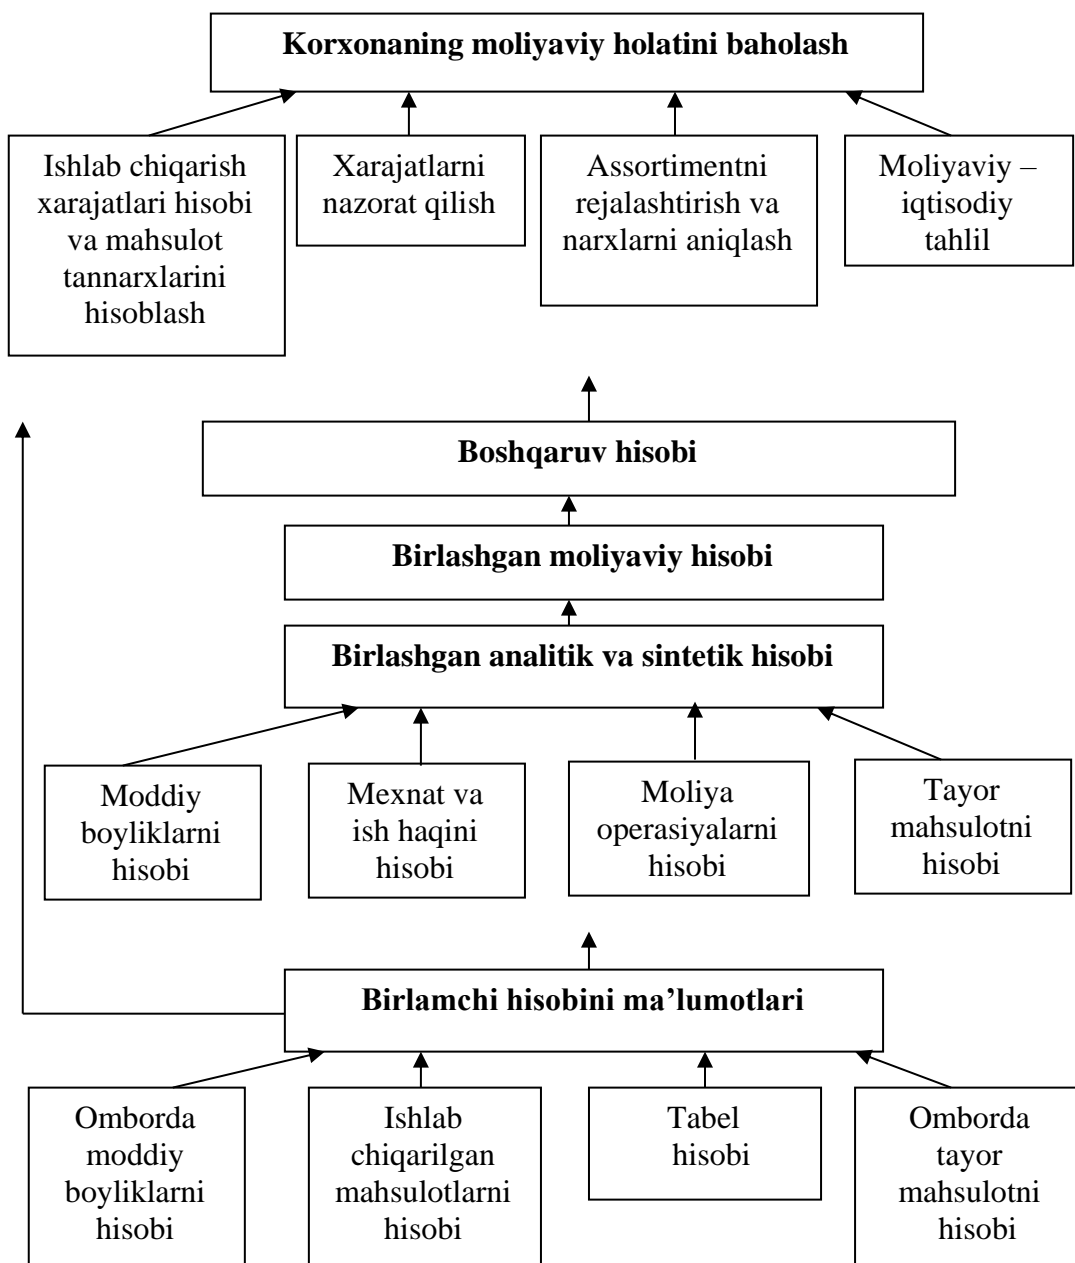 Korxonaning moliyaviy holatini baholash
Ishlab chiqarish
xarajatlari hisobi
va mahsulot
tannarxlarini
hisoblash
Xarajatlarni
nazorat qilish
Assortimentni
rejalashtirish va
narxlarni aniqlash
Moliyaviy –
iqtisodiy
tahlil
Boshqaruv hisobi
Birlashgan moliyaviy hisobi
Birlashgan analitik va sintetik hisobi
Moddiy
boyliklarni
hisobi
Mexnat va
ish haqini
hisobi
Moliya
operasiyalarni
hisobi
Tayor
mahsulotni
hisobi
Birlamchi hisobini ma’lumotlari
Omborda
moddiy
boyliklarni
hisobi
Ishlab
chiqarilgan
mahsulotlarni
hisobi
Tabel
hisobi
Omborda
tayor
mahsulotni
hisobi